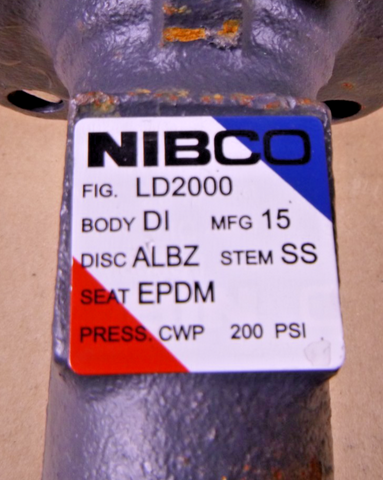 NIBCO
FIG. LD2000
BODY DI MFG 15
DISC ALBZ STEM SS
SEAT EPDM
PRESS. CWP 200 PSI